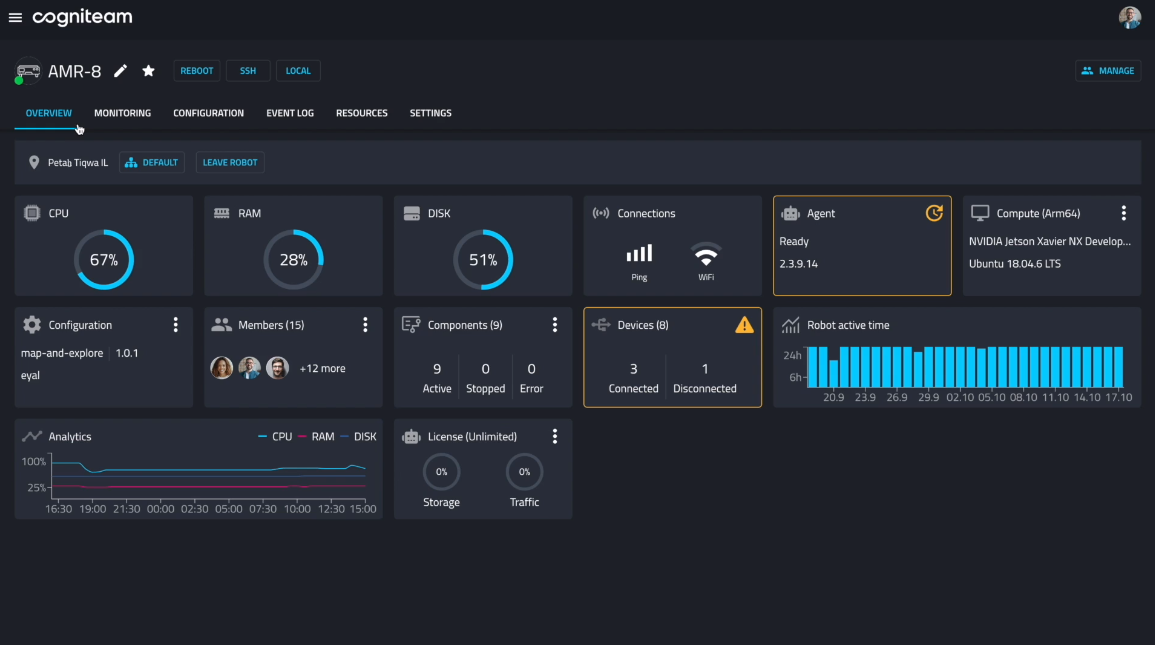 cogniteam
AMR-8 REBOOT SSH LOCAL MANAGE
OVERVIEW MONITORING CONFIGURATION EVENT LOG RESOURCES SETTINGS
Petah Tiqwa IL DEFAULT LEAVE ROBOT
CPU
67%
RAM
28%
DISK
51%
Connections
Ping WiFi
Agent
Ready
2.3.9.14
Compute (Arm64)
NVIDIA Jetson Xavier NX Develop...
Ubuntu 18.04.6 LTS
Configuration
map-and-explore 1.0.1
eyal
Members (15)
+12 more
Components (9)
9 0 0
Active Stopped Error
Devices (8)
3 1
Connected Disconnected
Robot active time
24h
6h
20.9 23.9 26.9 29.9 02.10 05.10 08.10 11.10 14.10 17.10
Analytics CPU RAM DISK
100%
25%
16:30 19:00 21:30 00:00 02:30 05:00 07:30 10:00 12:30 15:00
License (Unlimited)
0% 0%
Storage Traffic